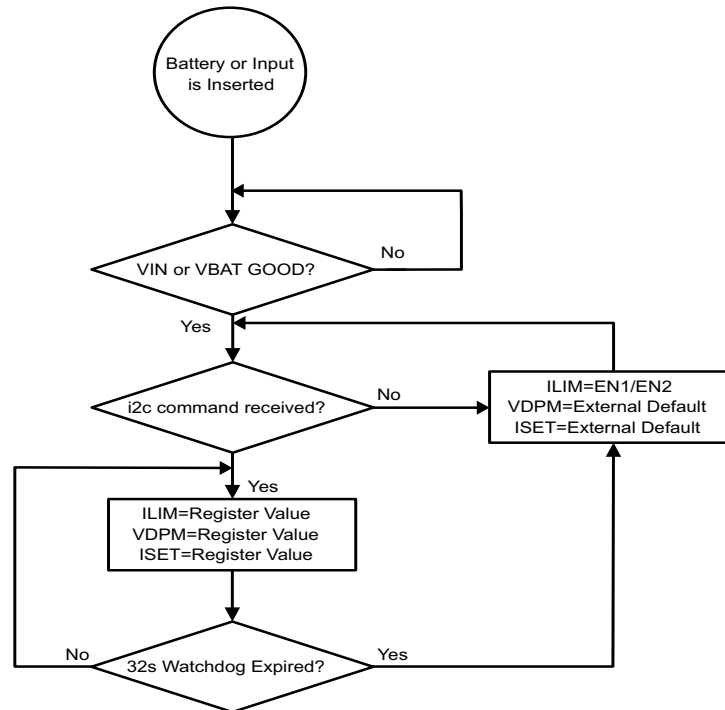 Battery or Input
is Inserted
VIN or VBAT GOOD?
No
Yes
i2c command received?
No
ILIM=EN1/EN2
VDPM=External Default
ISET=External Default
Yes
ILIM=Register Value
VDPM=Register Value
ISET=Register Value
No
32s Watchdog Expired?
Yes